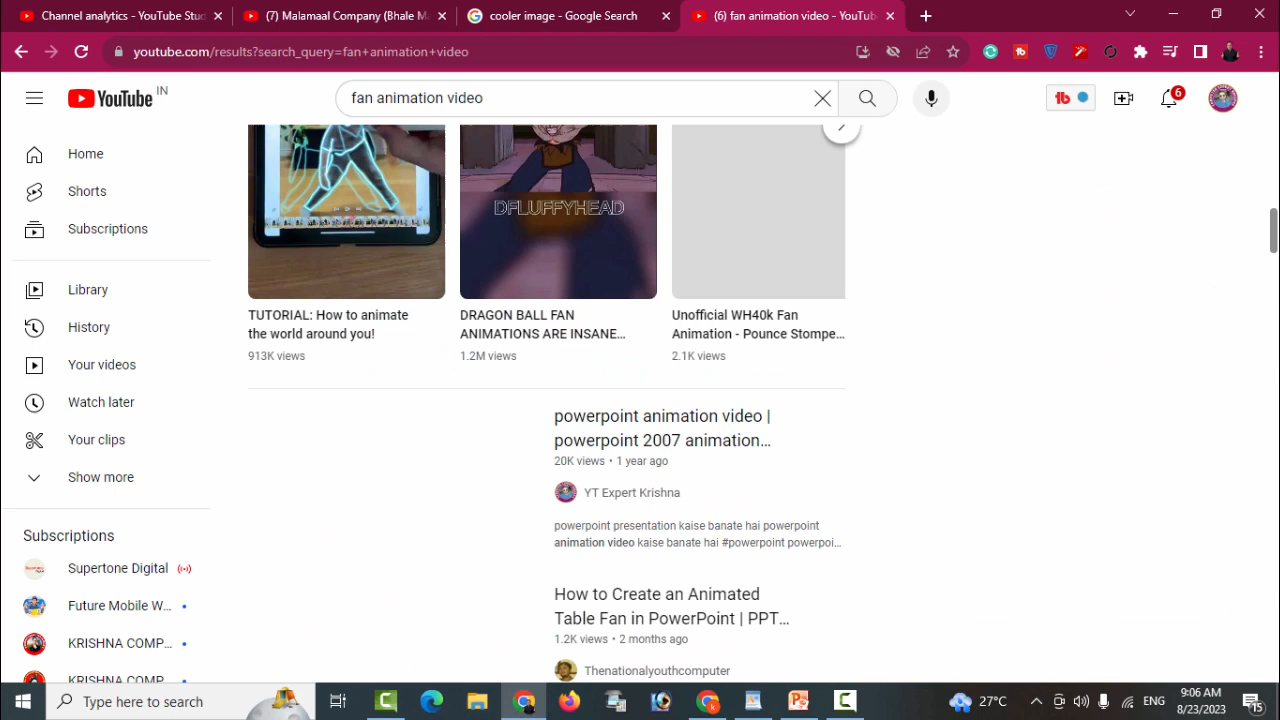 Channel analytics - YouTube Stud
(7) Malamaal Company (Bhale Ma
cooler image - Google Search
(6) fan animation video - YouTube
youtube.com/results?search_query=fan+animation+video
YouTube IN
fan animation video
6
Home
Shorts
Subscriptions
Library
History
Your videos
Watch later
Your clips
Show more
Subscriptions
Supertone Digital
Future Mobile W...
KRISHNA COMP...
KRISHNA COMP...
DFLUFFYHEAD
TUTORIAL: How to animate
the world around you!
913K views
DRAGON BALL FAN
ANIMATIONS ARE INSANE...
1.2M views
Unofficial WH40k Fan
Animation - Pounce Stompe...
2.1K views
powerpoint animation video |
powerpoint 2007 animation...
20K views • 1 year ago
YT Expert Krishna
powerpoint presentation kaise banate hai powerpoint
animation video kaise banate hai #powerpoint powerpoi...
How to Create an Animated
Table Fan in PowerPoint | PPT...
1.2K views • 2 months ago
Thenationalyouthcomputer
Type here to search
27°C
ENG
9:06 AM
8/23/2023
15